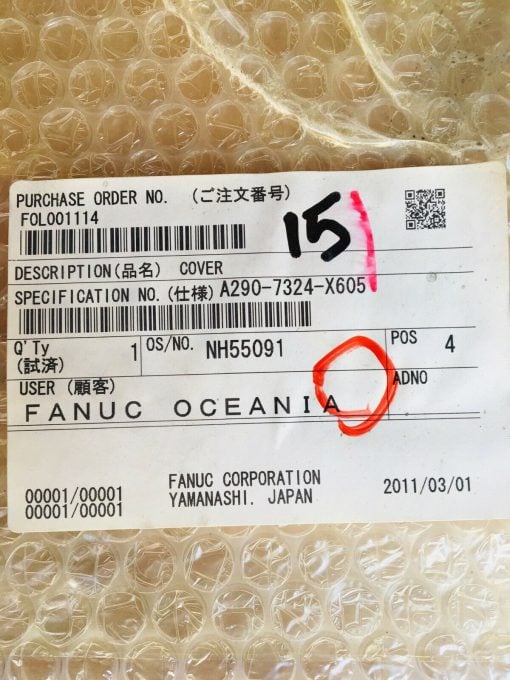 PURCHASE ORDER NO. (ご注文番号)
FOL001114
15
DESCRIPTION(品名) COVER
SPECIFICATION NO.(仕様) A290-7324-X605
Q'Ty (試済) 1 OS/NO. NH55091 POS 4
USER (顧客) ADNO
FANUC OCEANIA
00001/00001 FANUC CORPORATION 2011/03/01
00001/00001 YAMANASHI. JAPAN